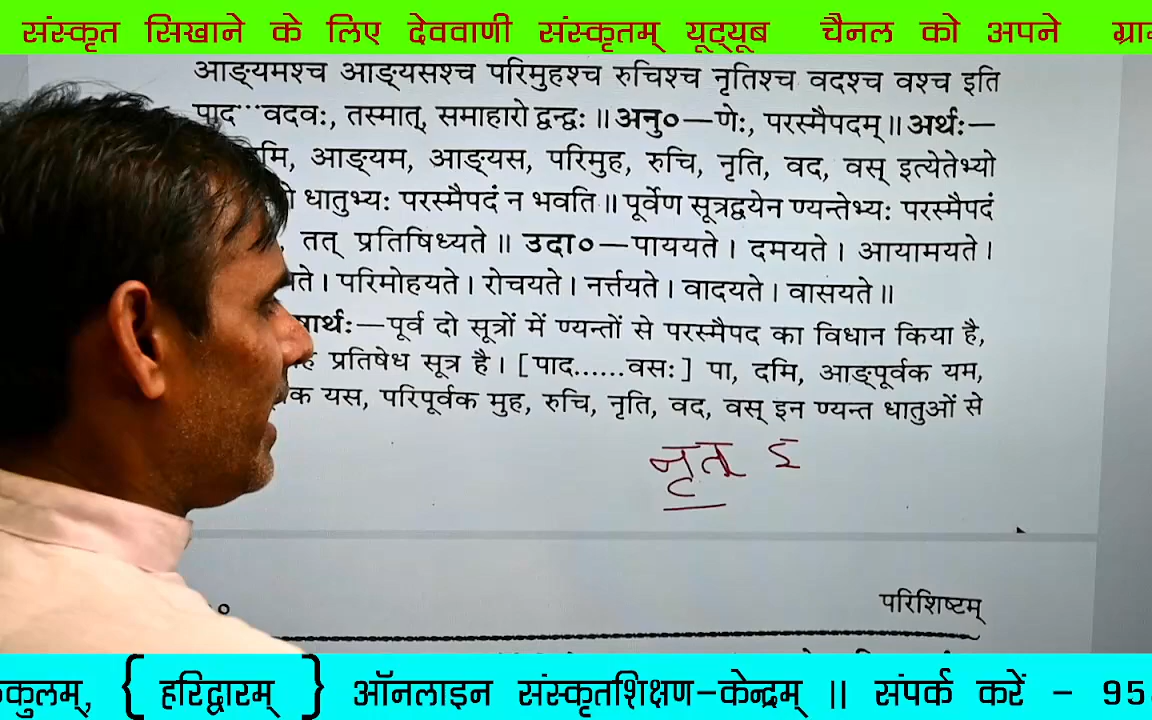 संस्कृत सिखाने के लिए देववाणी संस्कृतम् यूट्यूब चैनल को अपने
आङ्यमश्च आङ्यसश्च परिमुहश्च रुचिश्च नृतिश्च वदश्च वश्च इति
पाद···वदवः, तस्मात्, समाहारो द्वन्द्वः ॥ अनु०—णेः, परस्मैपदम् ॥ अर्थः—
मि, आङ्यम, आङ्यस, परिमुह, रुचि, नृति, वद, वस् इत्येतेभ्यो
धातुभ्यः परस्मैपदं न भवति ॥ पूर्वेण सूत्रद्वयेन ण्यन्तेभ्यः परस्मैपदं
तत् प्रतिषिध्यते ॥ उदा०—पाययते । दमयते । आयामयते ।
यते । परिमोहयते । रोचयते । नर्त्तयते । वादयते । वासयते ॥
षार्थः—पूर्व दो सूत्रों में ण्यन्तों से परस्मैपद का विधान किया है,
प्रतिषेध सूत्र है । [पाद......वसः] पा, दमि, आङ्पूर्वक यम,
र्वक यस, परिपूर्वक मुह, रुचि, नृति, वद, वस् इन ण्यन्त धातुओं से
नृत् इ
परिशिष्टम्
कुलम्, { हरिद्वारम् } ऑनलाइन संस्कृतशिक्षण-केन्द्रम् || संपर्क करें - 95